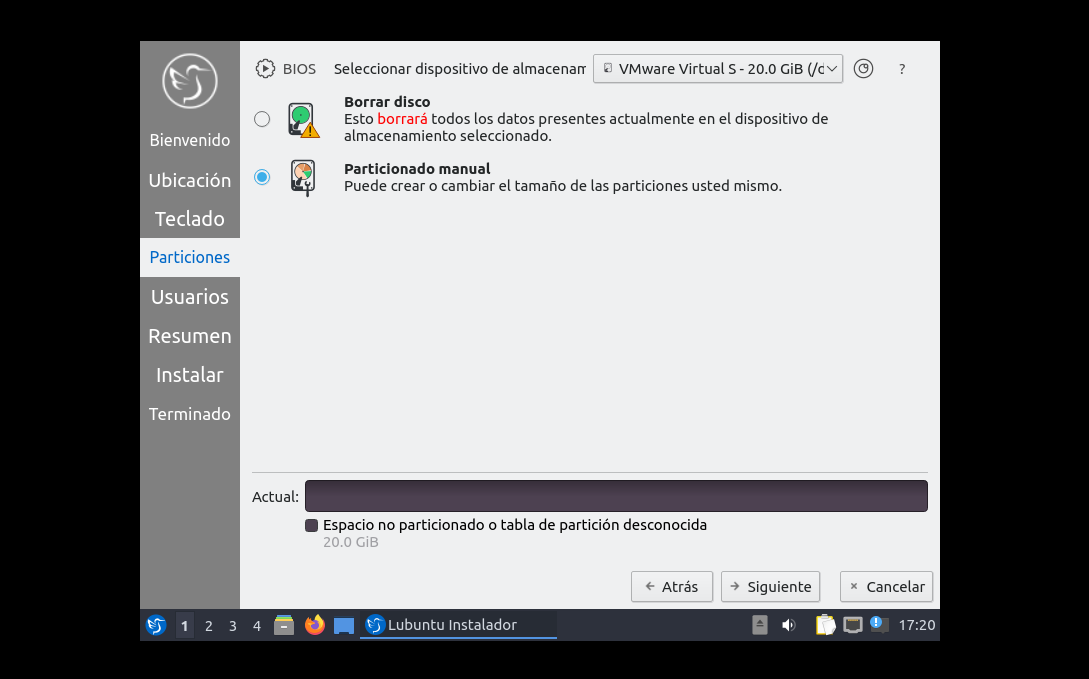 BIOS Seleccionar dispositivo de almacenam VMware Virtual S - 20.0 GiB (/d ?
Borrar disco
Esto borrará todos los datos presentes actualmente en el dispositivo de
almacenamiento seleccionado.
Particionado manual
Puede crear o cambiar el tamaño de las particiones usted mismo.
Bienvenido
Ubicación
Teclado
Particiones
Usuarios
Resumen
Instalar
Terminado
Actual:
Espacio no particionado o tabla de partición desconocida
20.0 GiB
Atrás Siguiente Cancelar
1 2 3 4 Lubuntu Instalador 17:20